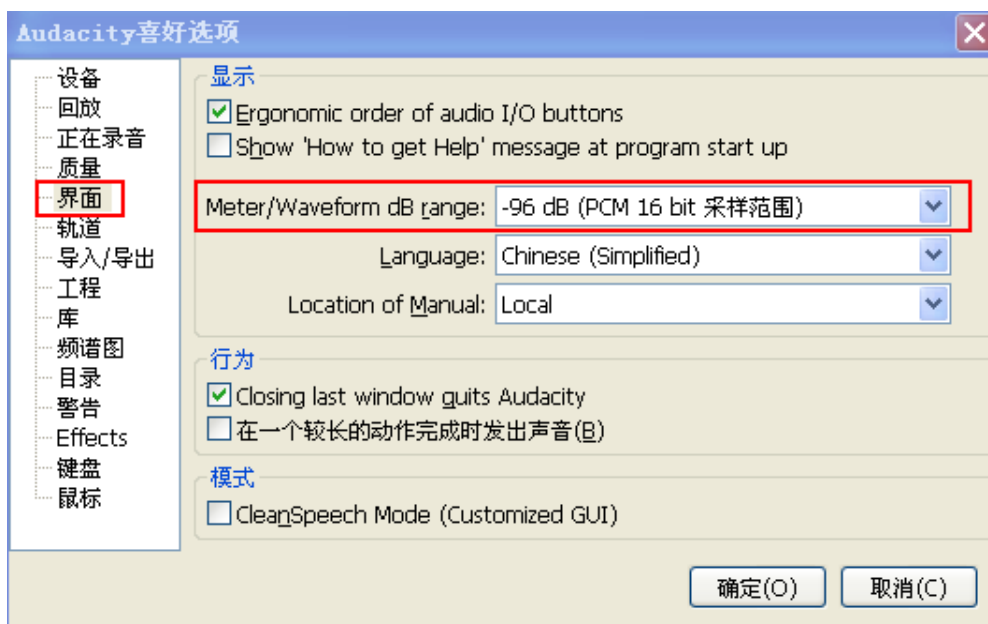 Audacity喜好选项
设备
回放
正在录音
质量
界面
轨道
导入/导出
工程
库
频谱图
目录
警告
Effects
键盘
鼠标
显示
Ergonomic order of audio I/O buttons
Show 'How to get Help' message at program start up
Meter/Waveform dB range: -96 dB (PCM 16 bit 采样范围)
Language: Chinese (Simplified)
Location of Manual: Local
行为
Closing last window quits Audacity
在一个较长的动作完成时发出声音(B)
模式
CleanSpeech Mode (Customized GUI)
确定(O) 取消(C)